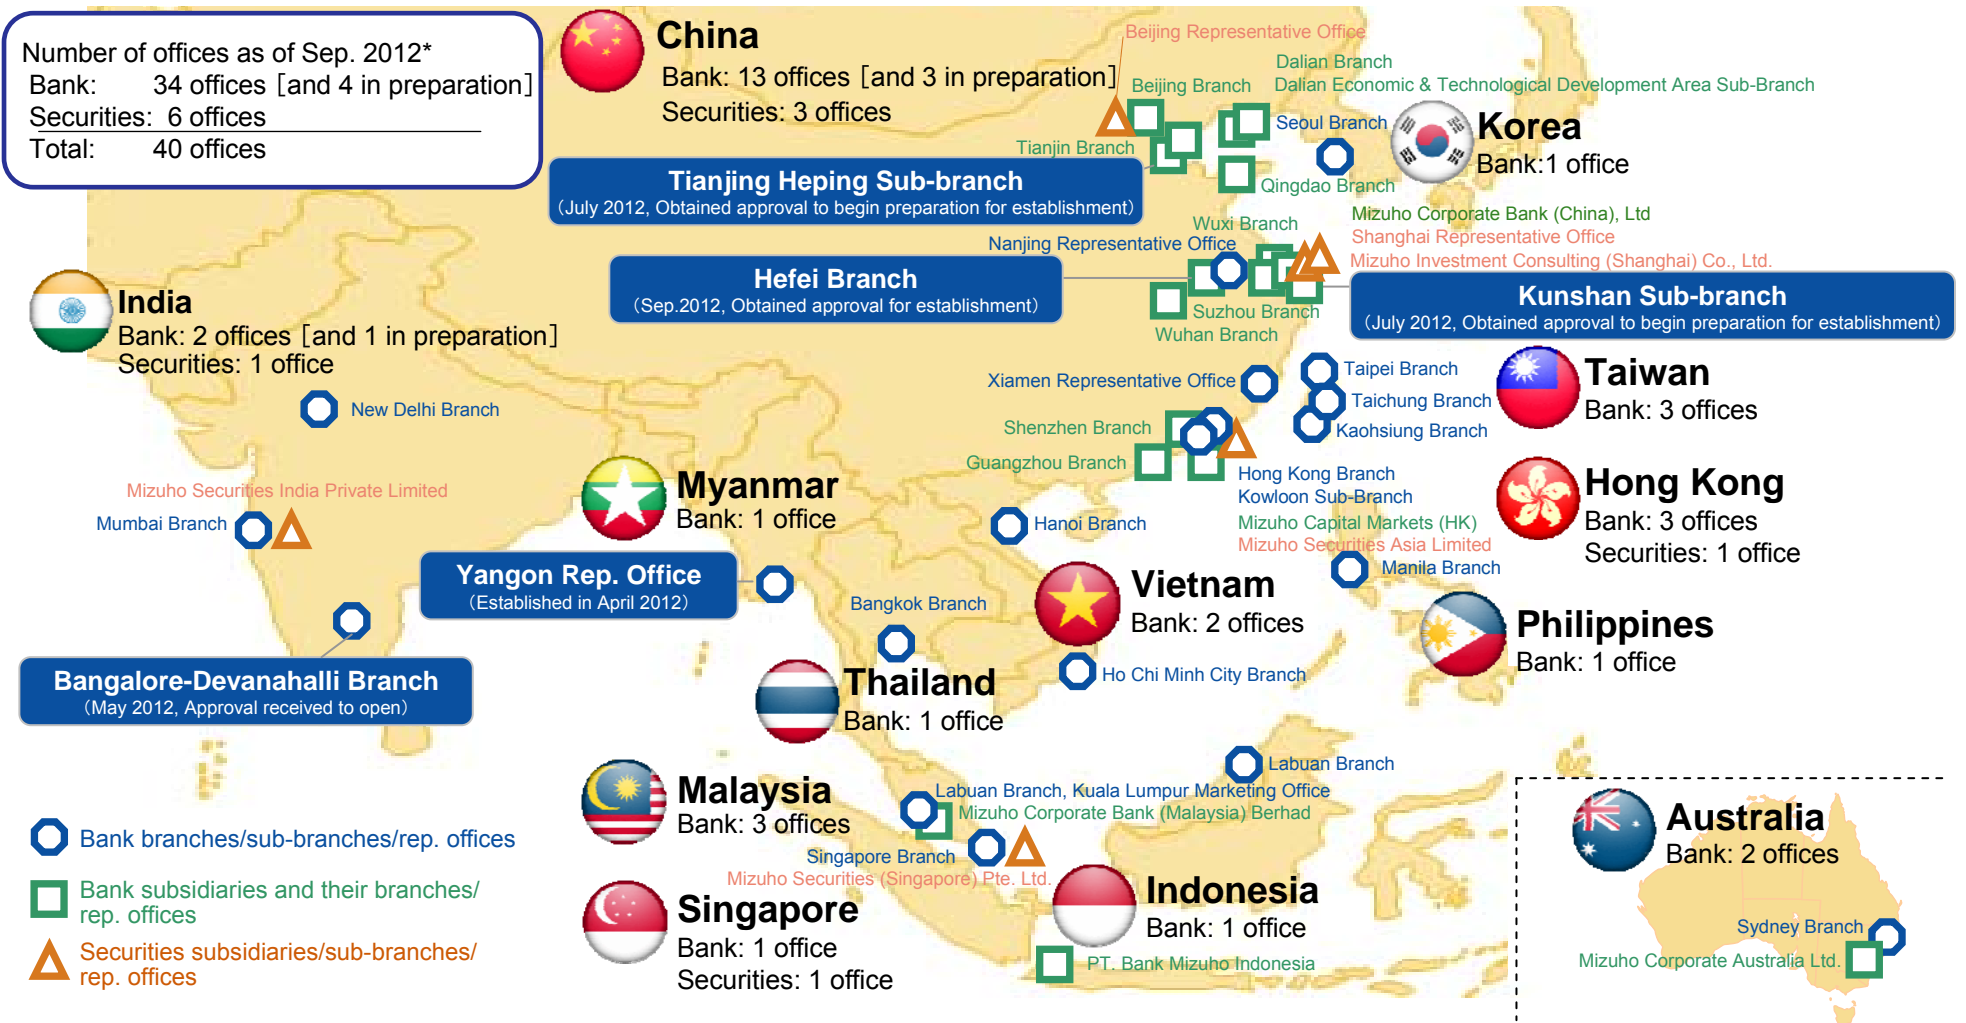 Number of offices as of Sep. 2012*
Bank: 34 offices [and 4 in preparation]
Securities: 6 offices
Total: 40 offices
China
Bank: 13 offices [and 3 in preparation]
Securities: 3 offices
Beijing Representative Office
Beijing Branch
Dalian Branch
Dalian Economic & Technological Development Area Sub-Branch
Seoul Branch
Korea
Bank:1 office
Tianjin Branch
Tianjing Heping Sub-branch
(July 2012, Obtained approval to begin preparation for establishment)
Qingdao Branch
Wuxi Branch
Nanjing Representative Office
Mizuho Corporate Bank (China), Ltd
Shanghai Representative Office
Mizuho Investment Consulting (Shanghai) Co., Ltd.
Hefei Branch
(Sep.2012, Obtained approval for establishment)
Kunshan Sub-branch
(July 2012, Obtained approval to begin preparation for establishment)
Suzhou Branch
Wuhan Branch
India
Bank: 2 offices [and 1 in preparation]
Securities: 1 office
New Delhi Branch
Xiamen Representative Office
Taipei Branch
Taichung Branch
Kaohsiung Branch
Taiwan
Bank: 3 offices
Shenzhen Branch
Guangzhou Branch
Hong Kong Branch
Kowloon Sub-Branch
Mizuho Capital Markets (HK)
Mizuho Securities Asia Limited
Hong Kong
Bank: 3 offices
Securities: 1 office
Mizuho Securities India Private Limited
Mumbai Branch
Myanmar
Bank: 1 office
Yangon Rep. Office
(Established in April 2012)
Hanoi Branch
Manila Branch
Vietnam
Bank: 2 offices
Ho Chi Minh City Branch
Philippines
Bank: 1 office
Bangkok Branch
Thailand
Bank: 1 office
Bangalore-Devanahalli Branch
(May 2012, Approval received to open)
Labuan Branch
Malaysia
Bank: 3 offices
Labuan Branch, Kuala Lumpur Marketing Office
Mizuho Corporate Bank (Malaysia) Berhad
Singapore Branch
Mizuho Securities (Singapore) Pte. Ltd.
Singapore
Bank: 1 office
Securities: 1 office
Indonesia
Bank: 1 office
PT. Bank Mizuho Indonesia
Australia
Bank: 2 offices
Sydney Branch
Mizuho Corporate Australia Ltd.
Bank branches/sub-branches/rep. offices
Bank subsidiaries and their branches/
rep. offices
Securities subsidiaries/sub-branches/
rep. offices